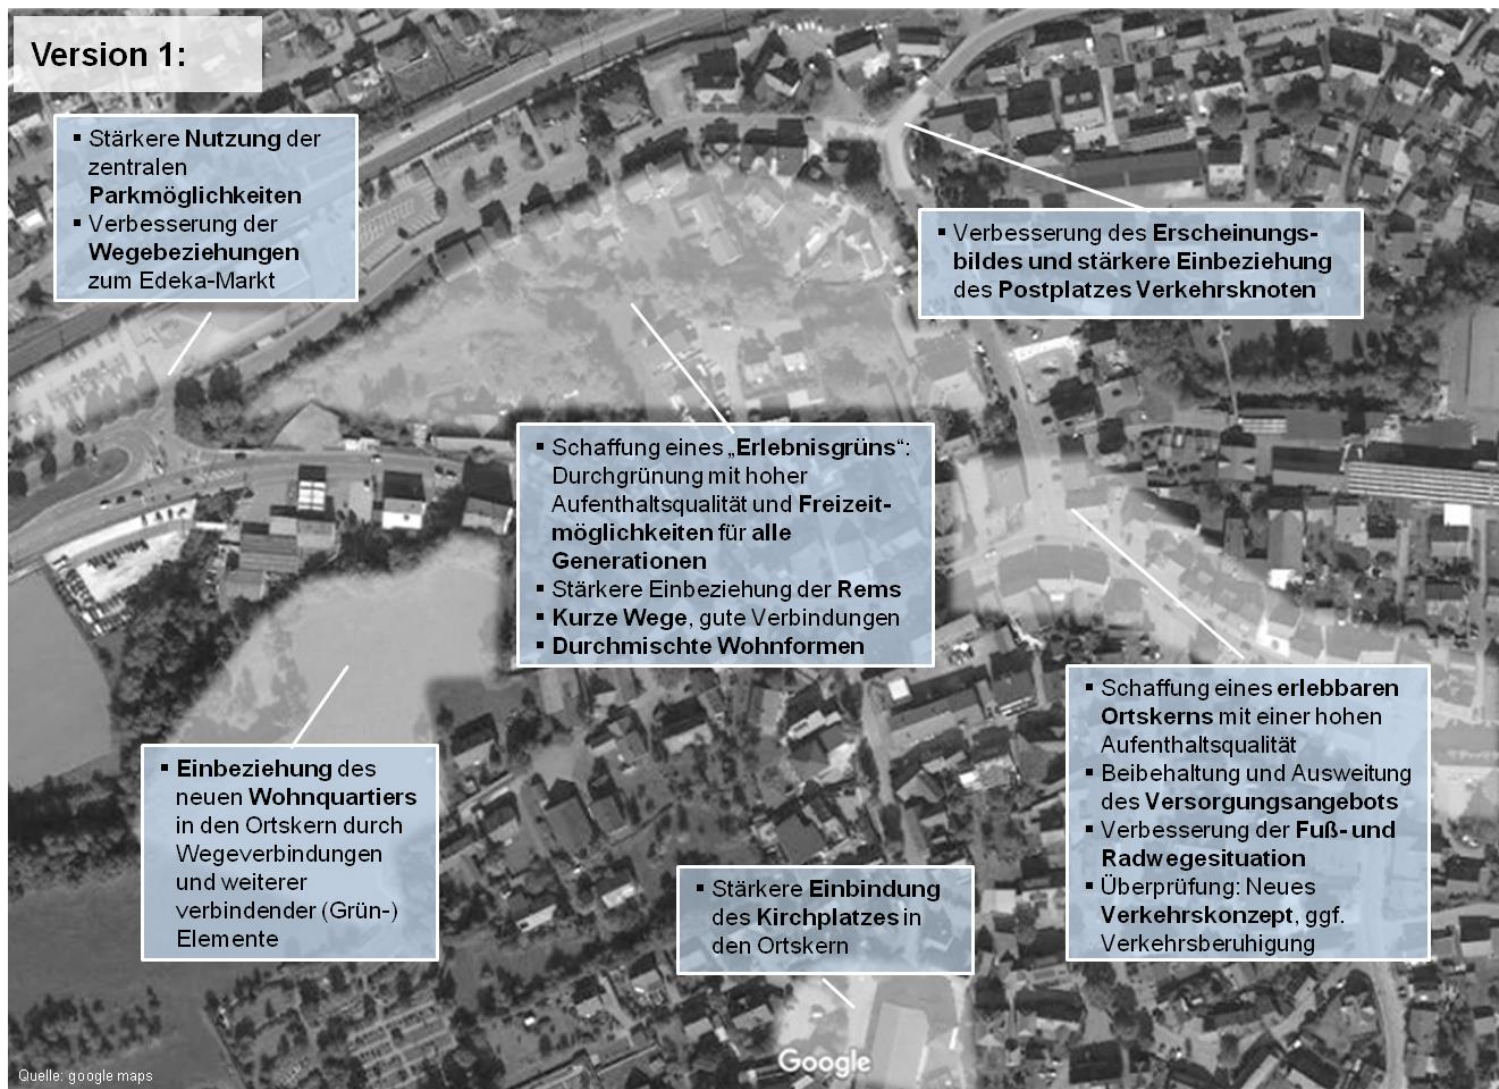 Version 1:
▪ Stärkere Nutzung der
zentralen
Parkmöglichkeiten
▪ Verbesserung der
Wegebeziehungen
zum Edeka-Markt
▪ Verbesserung des Erscheinungs-
bildes und stärkere Einbeziehung
des Postplatzes Verkehrsknoten
▪ Schaffung eines „Erlebnisgrüns“:
Durchgrünung mit hoher
Aufenthaltsqualität und Freizeit-
möglichkeiten für alle
Generationen
▪ Stärkere Einbeziehung der Rems
▪ Kurze Wege, gute Verbindungen
▪ Durchmischte Wohnformen
▪ Einbeziehung des
neuen Wohnquartiers
in den Ortskern durch
Wegeverbindungen
und weiterer
verbindender (Grün-)
Elemente
▪ Stärkere Einbindung
des Kirchplatzes in
den Ortskern
▪ Schaffung eines erlebbaren
Ortskerns mit einer hohen
Aufenthaltsqualität
▪ Beibehaltung und Ausweitung
des Versorgungsangebots
▪ Verbesserung der Fuß- und
Radwegesituation
▪ Überprüfung: Neues
Verkehrskonzept, ggf.
Verkehrsberuhigung
Google
Quelle: google maps